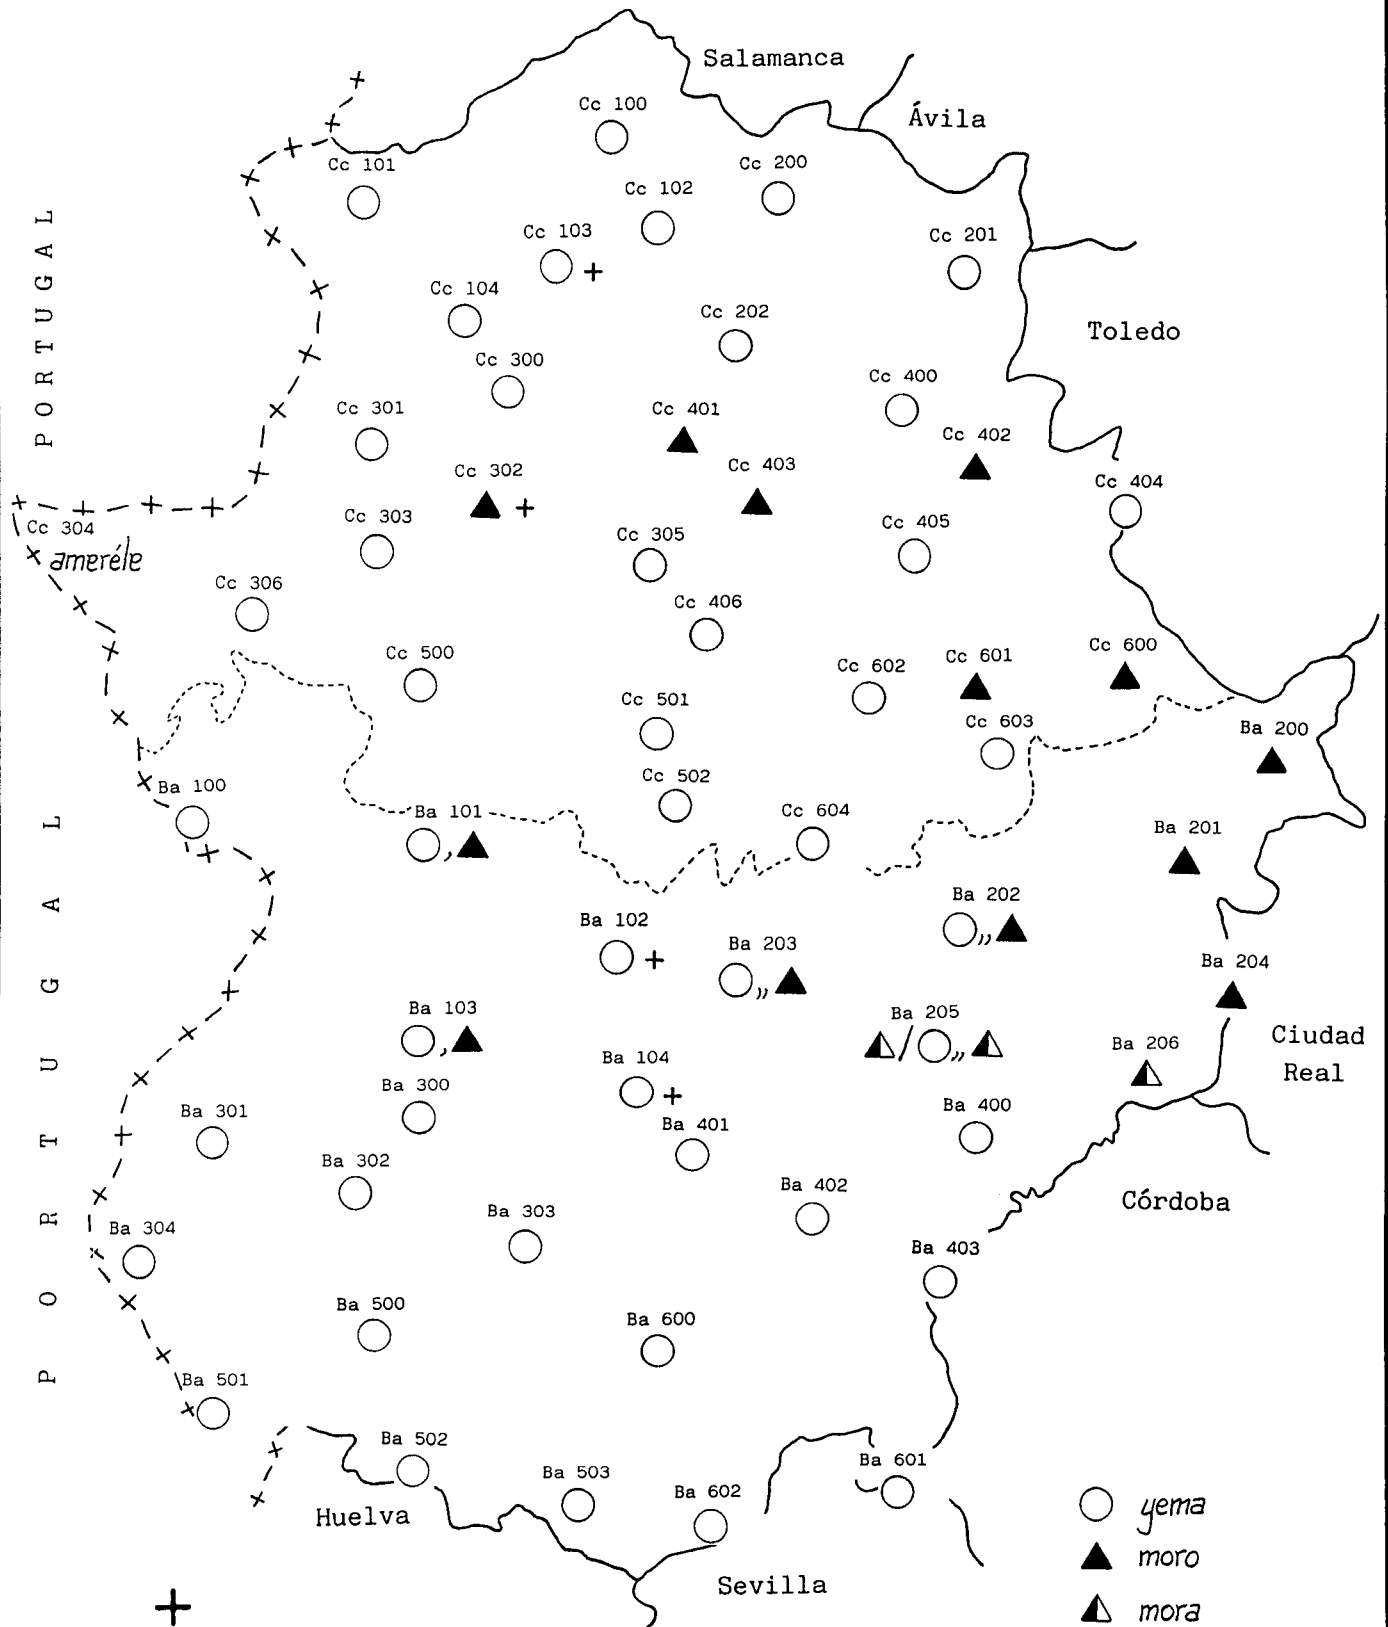 Salamanca
Cc 100
Ávila
Cc 101
Cc 200
Cc 102
Cc 103
Cc 201
PORTUGAL
Cc 104
Cc 202
Toledo
Cc 300
Cc 400
Cc 301
Cc 401
Cc 402
Cc 302
Cc 403
Cc 404
Cc 303
Cc 304
améréle
Cc 305
Cc 405
Cc 306
Cc 406
Cc 500
Cc 602
Cc 601
Cc 600
Cc 501
Cc 603
Ba 200
Cc 502
Ba 100
Ba 101
Cc 604
Ba 201
PORTUGAL
Ba 102
Ba 202
Ba 203
Ba 204
Ba 103
Ba 205
Ciudad
Real
Ba 104
Ba 206
Ba 300
Ba 301
Ba 401
Ba 400
Ba 302
Ba 402
Córdoba
Ba 303
Ba 304
Ba 403
Ba 500
Ba 600
Ba 501
Ba 502
Ba 503
Ba 602
Ba 601
Huelva
Sevilla
yema
moro
mora